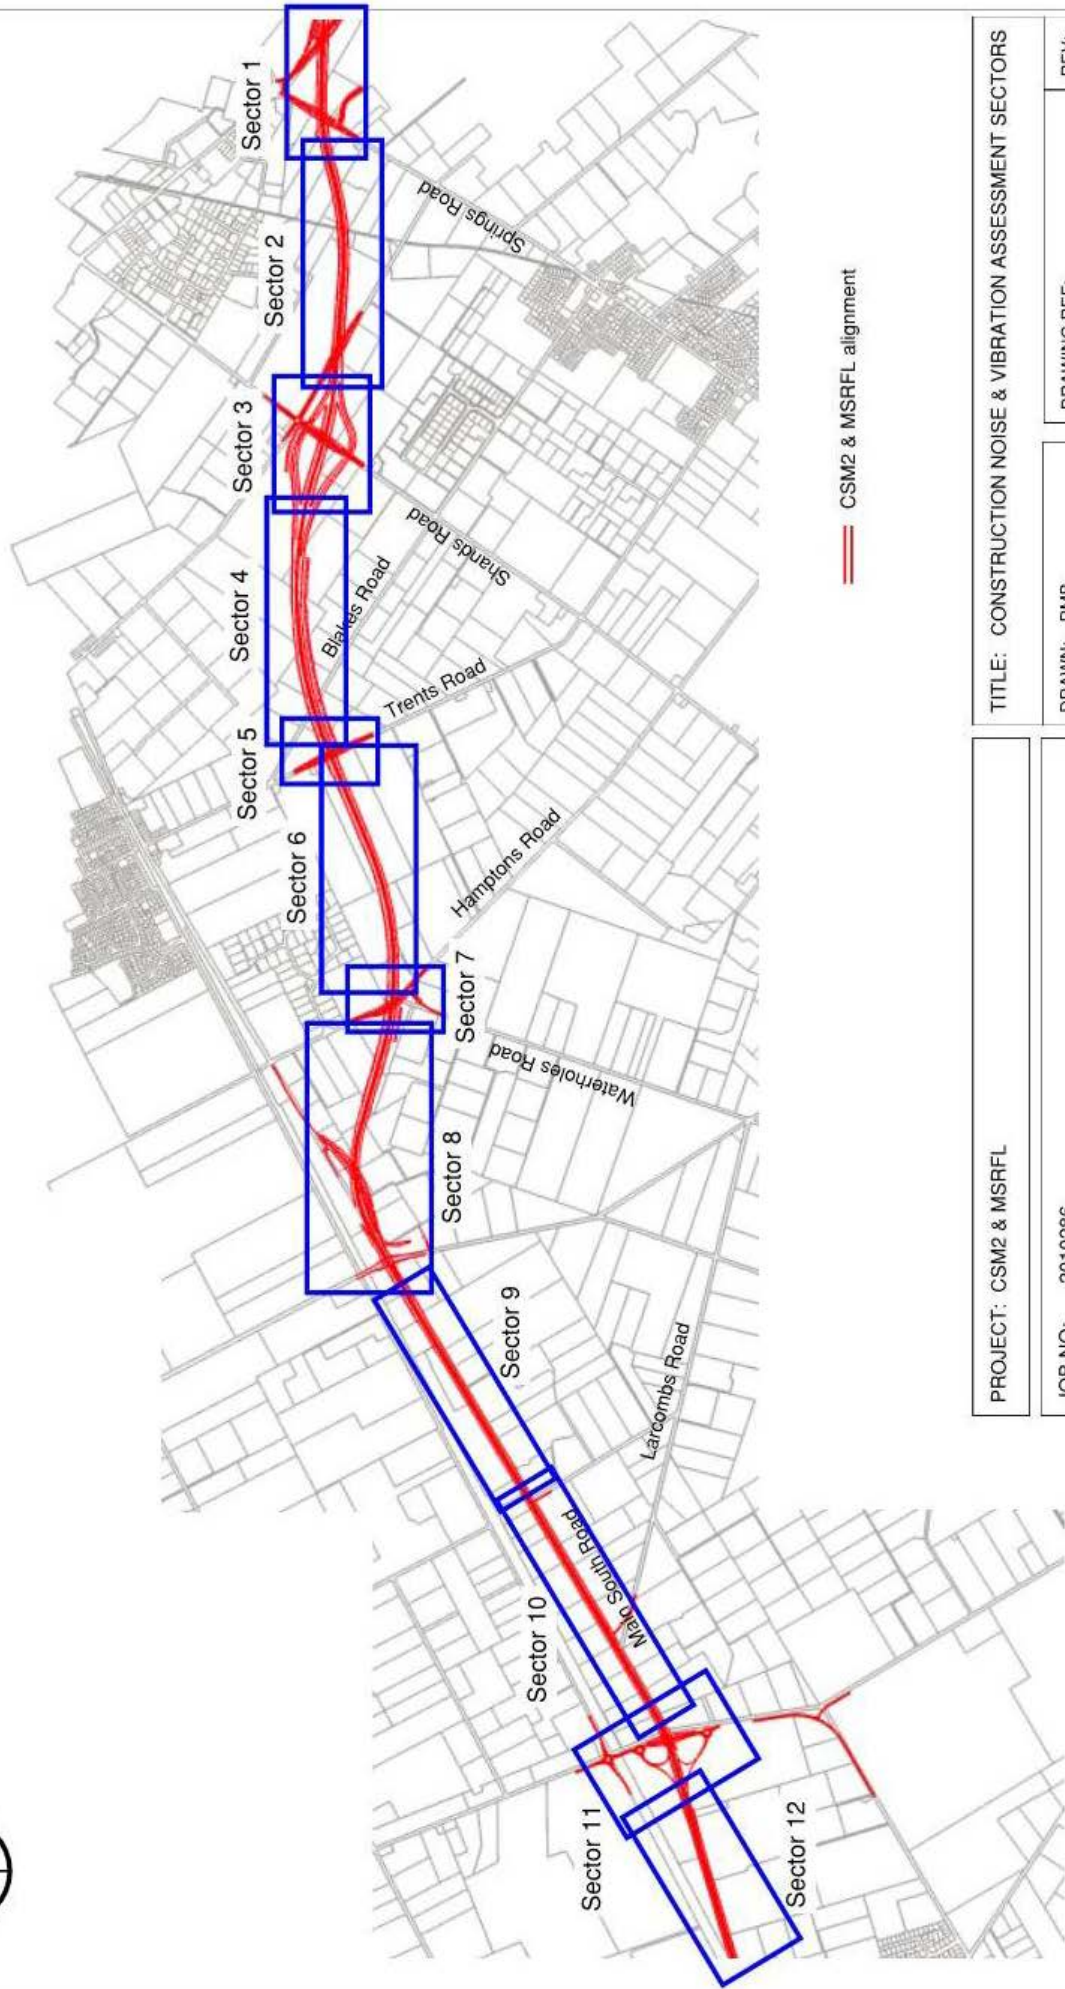 Sector 1
Sector 2
Sector 3
Sector 4
Sector 5
Sector 6
Sector 7
Sector 8
Sector 9
Sector 10
Sector 11
Sector 12
Springs Road
Shands Road
Blakes Road
Trents Road
Hamptons Road
Waterholes Road
Larcombs Road
Main South Road
CSM2 & MSRFL alignment
PROJECT: CSM2 & MSRFL
TITLE: CONSTRUCTION NOISE & VIBRATION ASSESSMENT SECTORS